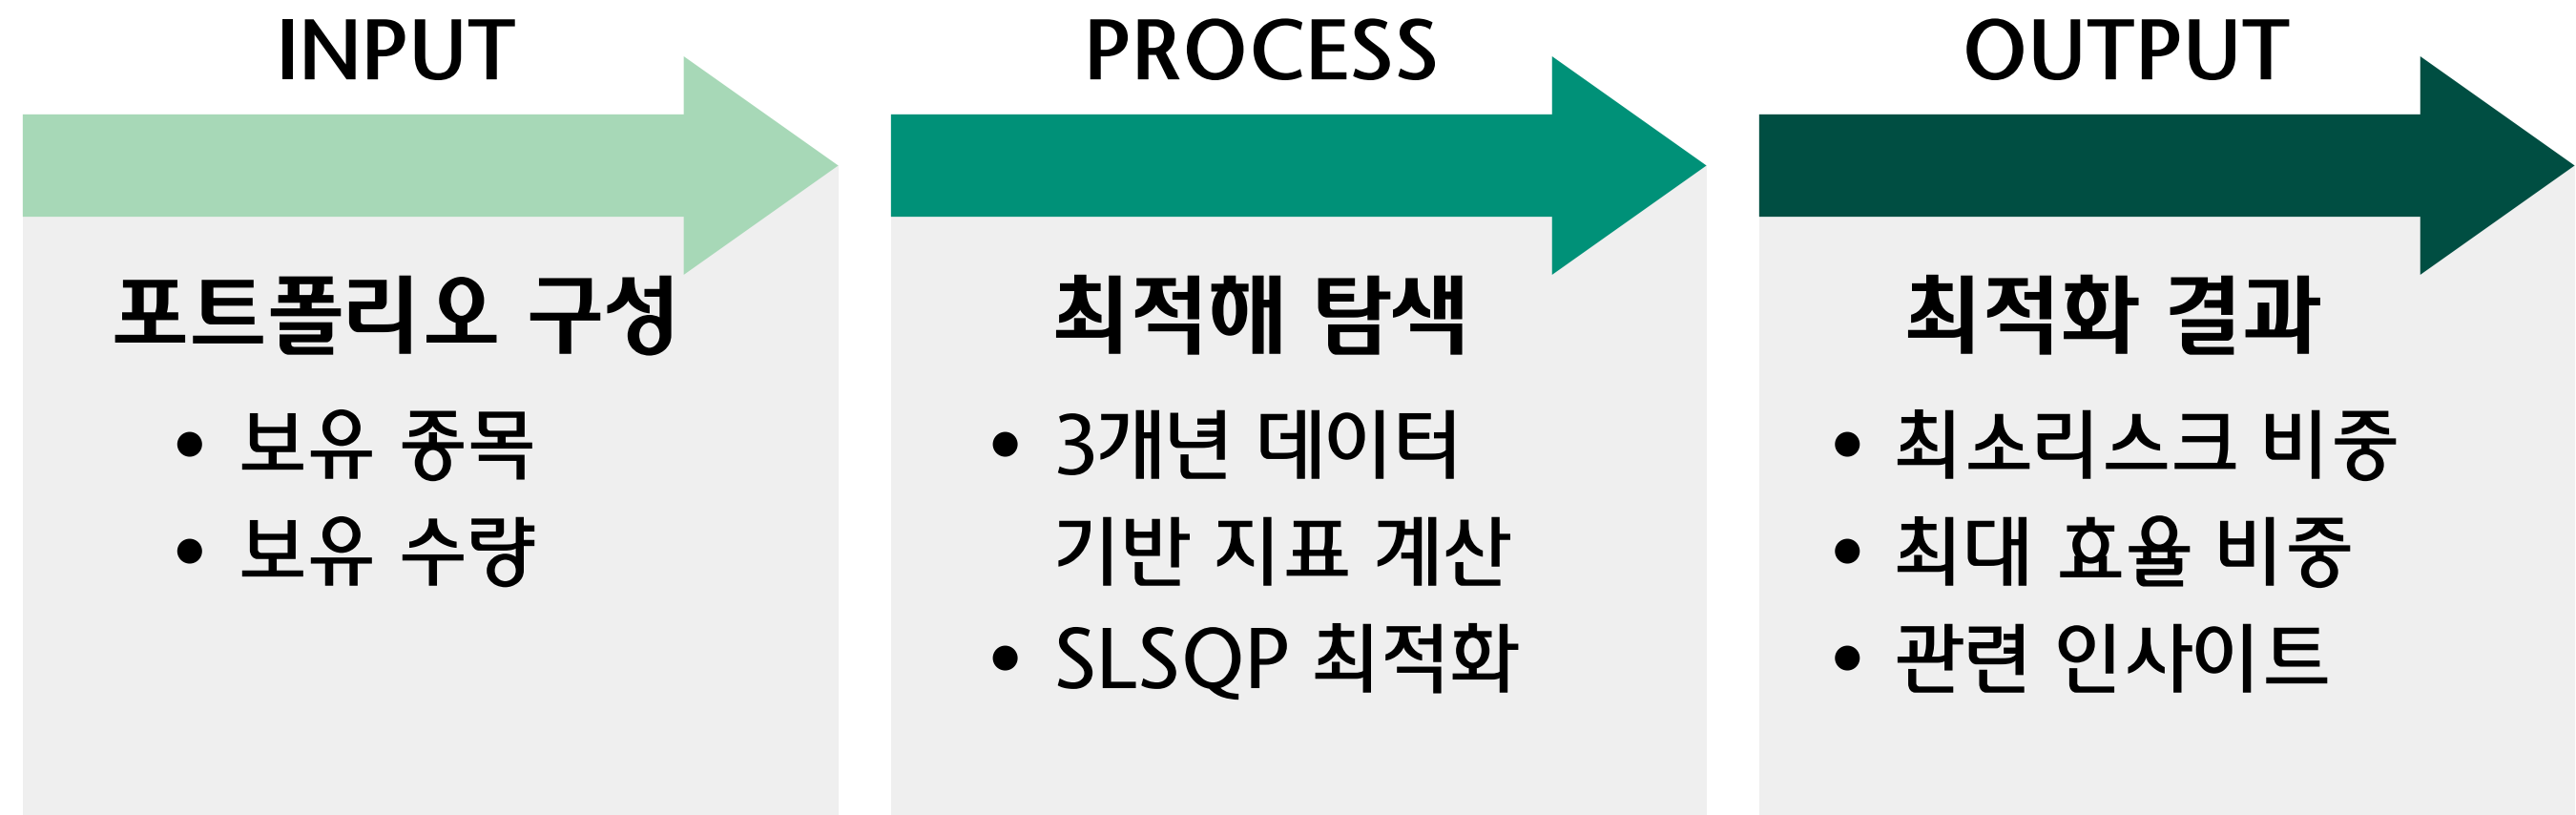 INPUT
포트폴리오 구성
• 보유 종목
• 보유 수량
PROCESS
최적해 탐색
• 3개년 데이터
기반 지표 계산
• SLSQP 최적화
OUTPUT
최적화 결과
• 최소리스크 비중
• 최대 효율 비중
• 관련 인사이트